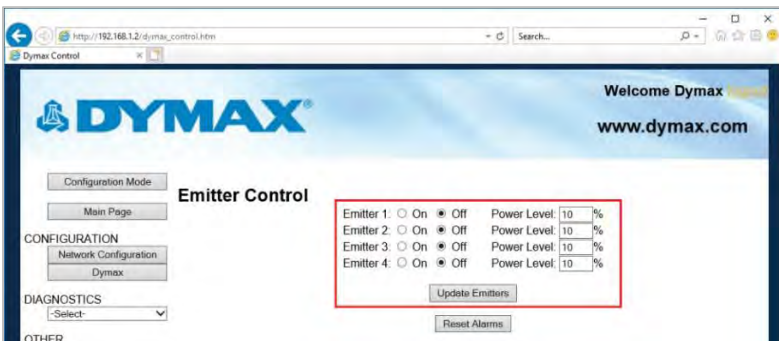 http://192.168.1.2/dymax_control.htm
Search...
Dymax Control
Welcome Dymax
DYMAX®
www.dymax.com
Configuration Mode
Emitter Control
Main Page
Emitter 1: On Off Power Level: 10 %
Emitter 2: On Off Power Level: 10 %
Emitter 3: On Off Power Level: 10 %
Emitter 4: On Off Power Level: 10 %
CONFIGURATION
Network Configuration
Dymax
Update Emitters
DIAGNOSTICS
-Select-
Reset Alarms
OTHER